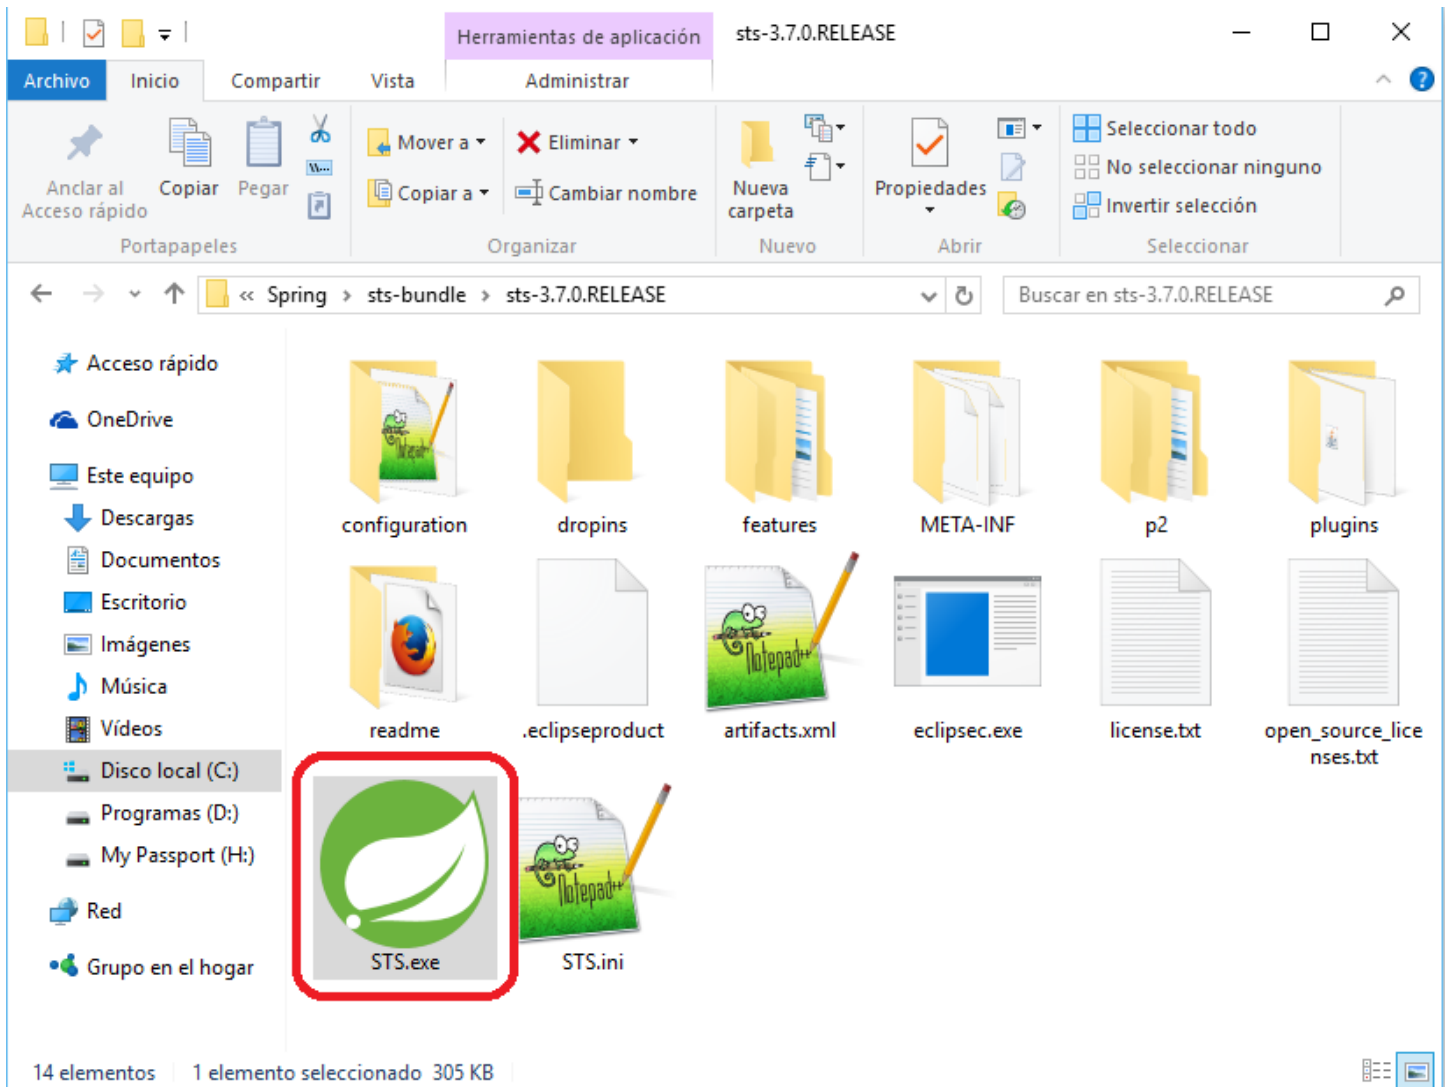 Herramientas de aplicación
sts-3.7.0.RELEASE
Archivo
Inicio
Compartir
Vista
Administrar
Anclar al
Acceso rápido
Copiar
Pegar
Mover a
Copiar a
Eliminar
Cambiar nombre
Nueva
carpeta
Propiedades
Seleccionar todo
No seleccionar ninguno
Invertir selección
Portapapeles
Organizar
Nuevo
Abrir
Seleccionar
« Spring › sts-bundle › sts-3.7.0.RELEASE
Buscar en sts-3.7.0.RELEASE
Acceso rápido
OneDrive
Este equipo
Descargas
Documentos
Escritorio
Imágenes
Música
Vídeos
Disco local (C:)
Programas (D:)
My Passport (H:)
Red
Grupo en el hogar
Notepad++
configuration
dropins
features
META-INF
p2
plugins
Notepad++
readme
.eclipseproduct
artifacts.xml
eclipsec.exe
license.txt
open_source_lice
nses.txt
Notepad++
STS.exe
STS.ini
14 elementos
1 elemento seleccionado 305 KB